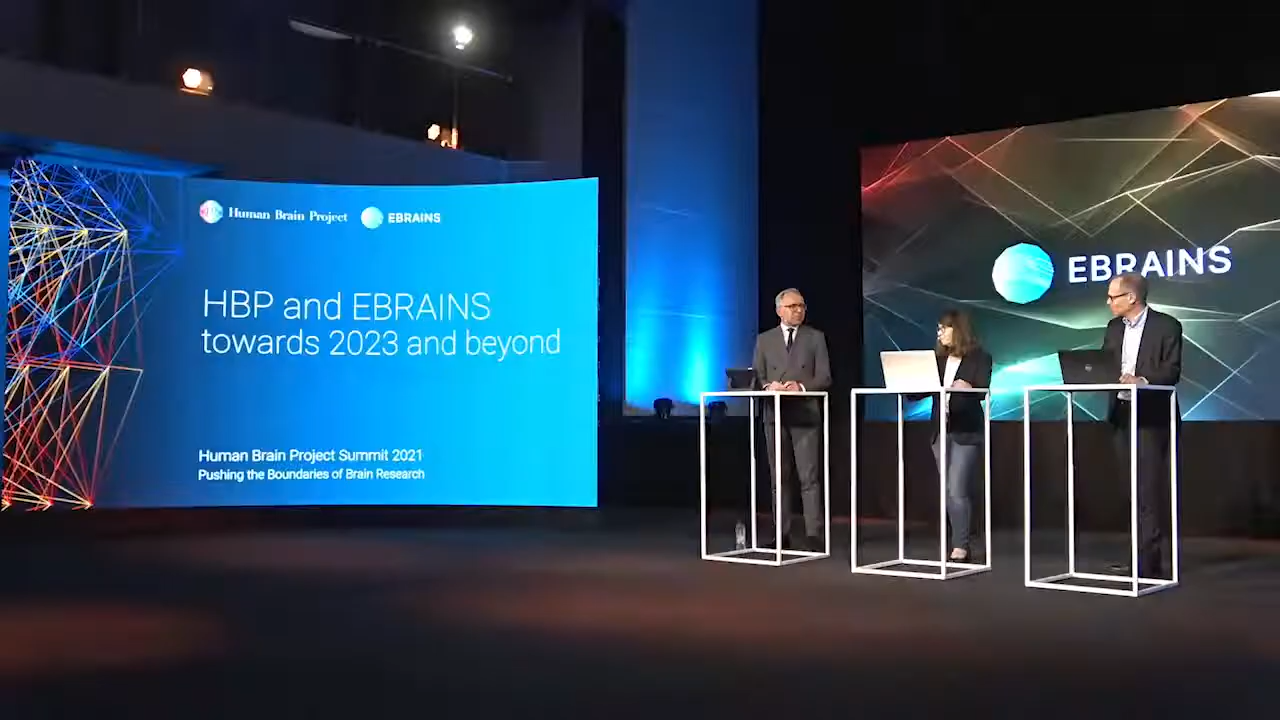 Human Brain Project EBRAINS
HBP and EBRAINS
towards 2023 and beyond
Human Brain Project Summit 2021
Pushing the Boundaries of Brain Research
EBRAINS